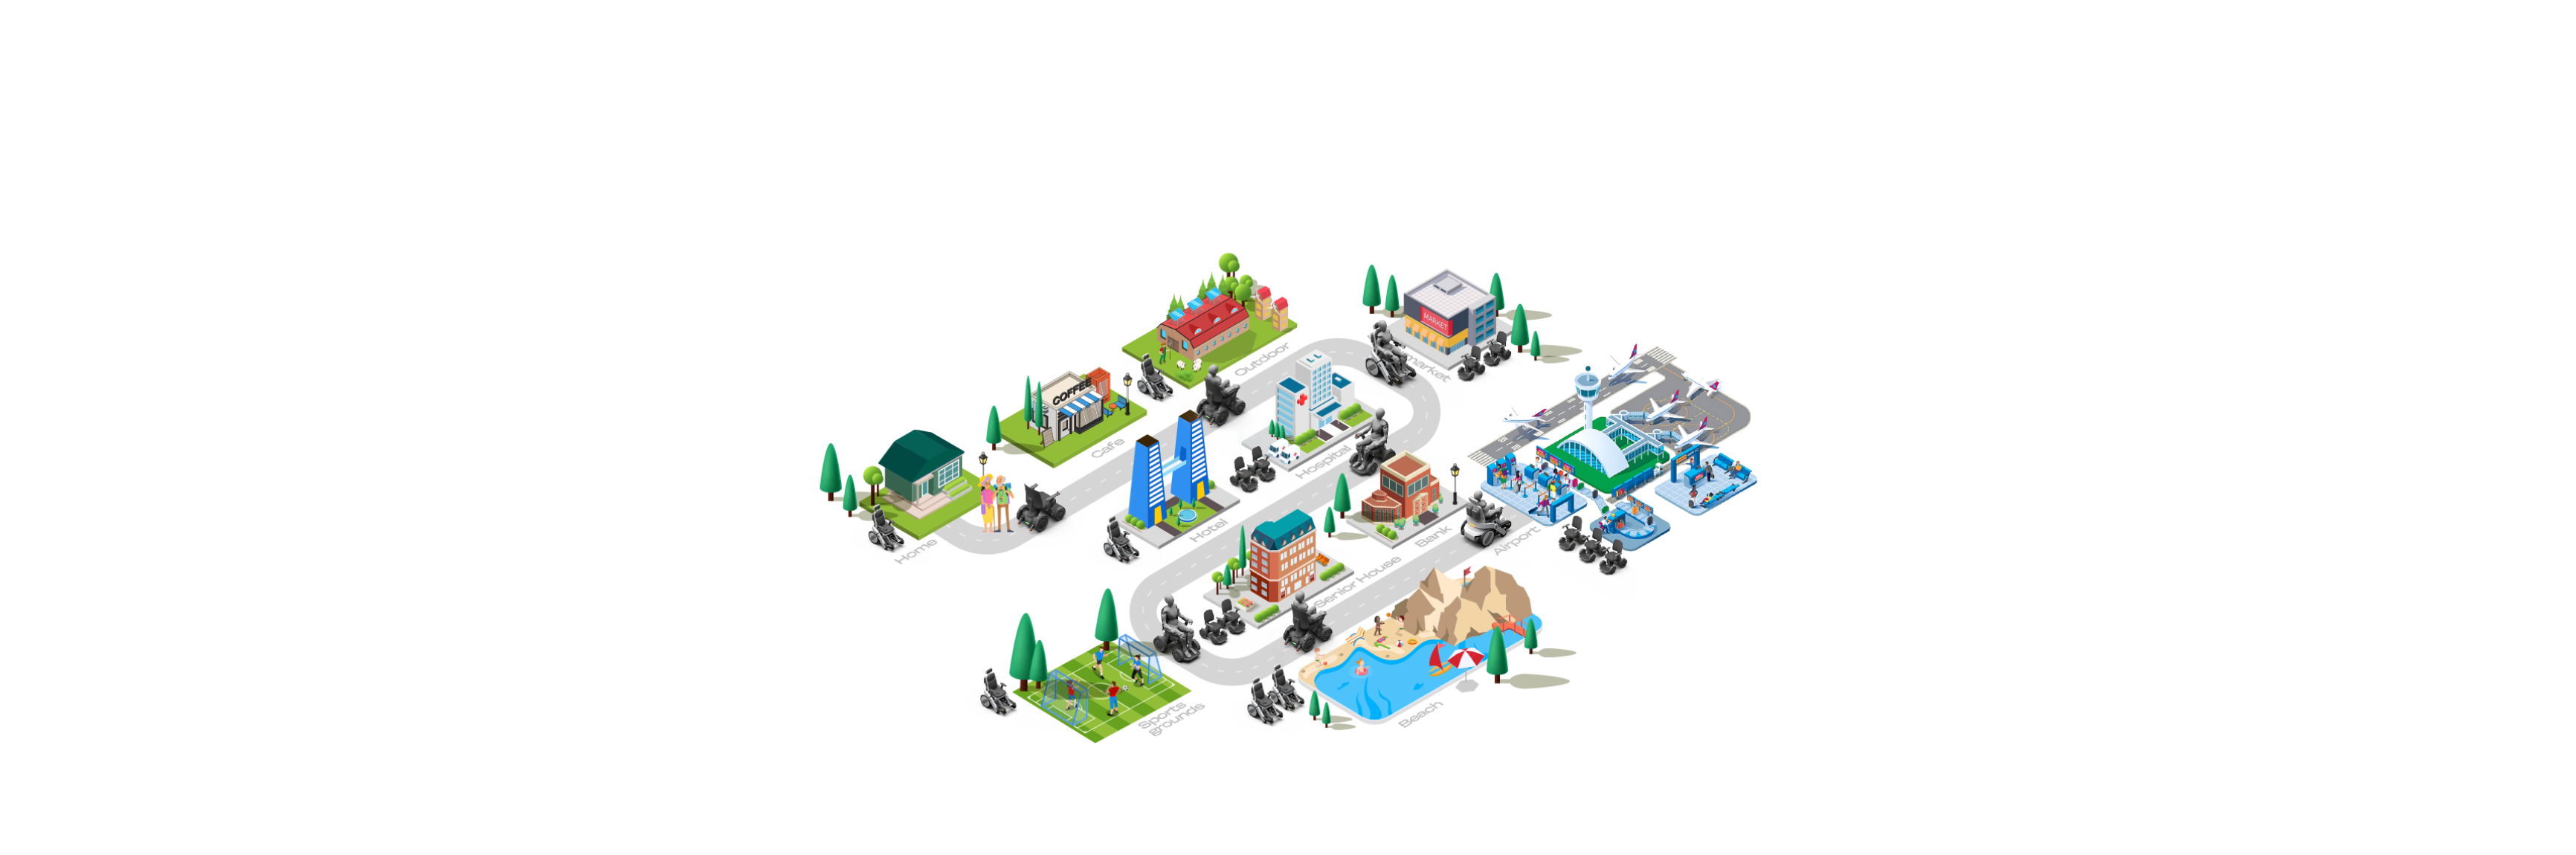 Outdoor
MARKET
market
COFFEE
Cafe
Hospital
Home
Hotel
Bank
Airport
Senior House
Sports
grounds
Beach